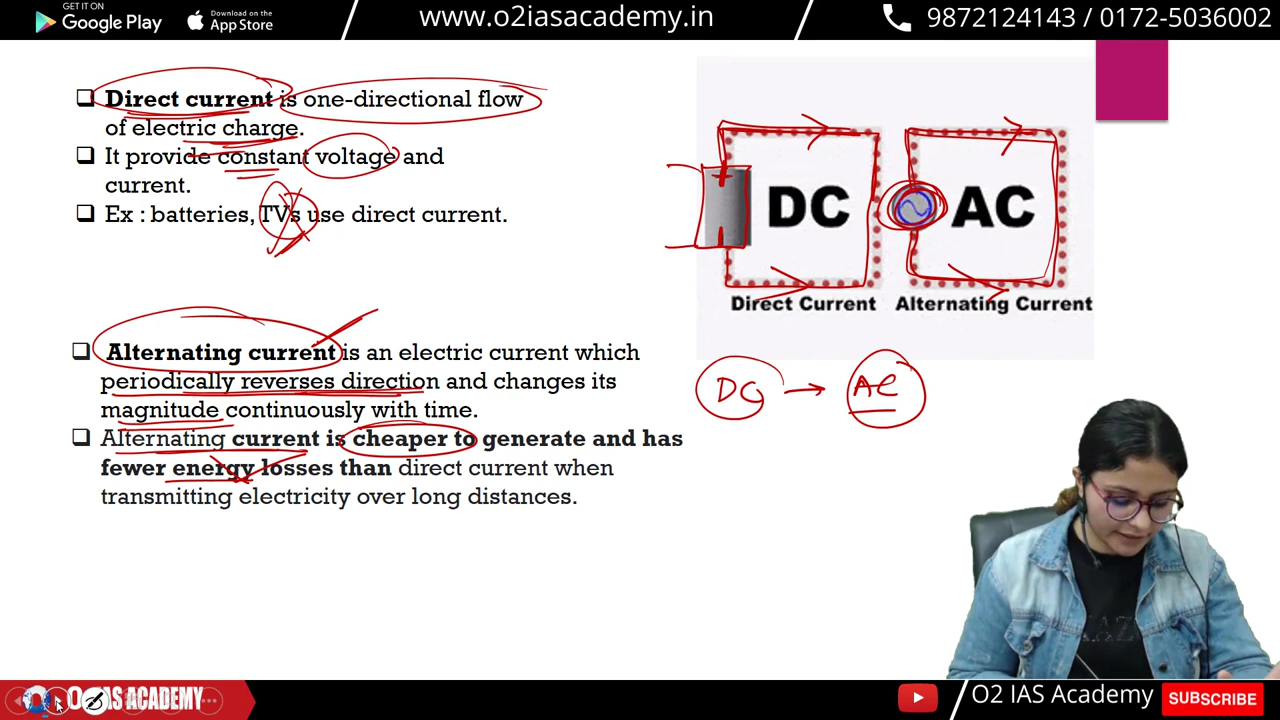 GET IT ON
Google Play
Download on the
App Store
www.o2iasacademy.in
9872124143 / 0172-5036002
Direct current is one-directional flow
of electric charge.
It provide constant voltage and
current.
Ex : batteries, TVs use direct current.
DC
AC
Direct Current
Alternating Current
Alternating current is an electric current which
periodically reverses direction and changes its
magnitude continuously with time.
Alternating current is cheaper to generate and has
fewer energy losses than direct current when
transmitting electricity over long distances.
DC → AC
IAS ACADEMY
O2 IAS Academy
SUBSCRIBE